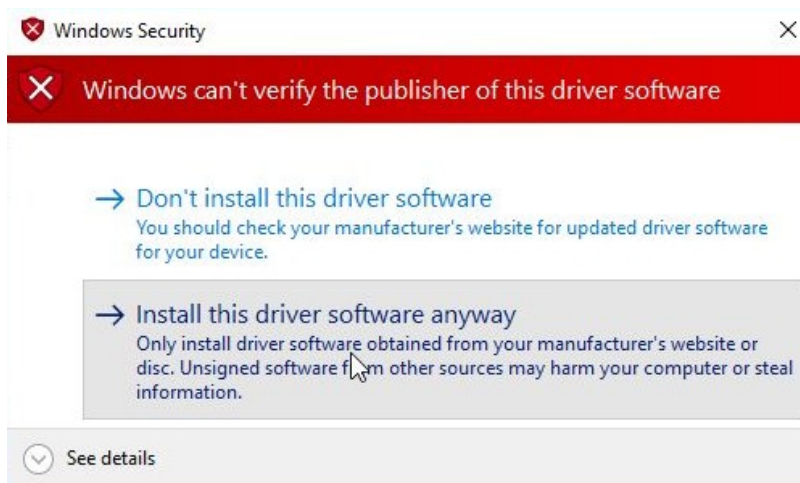 Windows Security
Windows can't verify the publisher of this driver software
Don't install this driver software
You should check your manufacturer's website for updated driver software
for your device.
Install this driver software anyway
Only install driver software obtained from your manufacturer's website or
disc. Unsigned software from other sources may harm your computer or steal
information.
See details